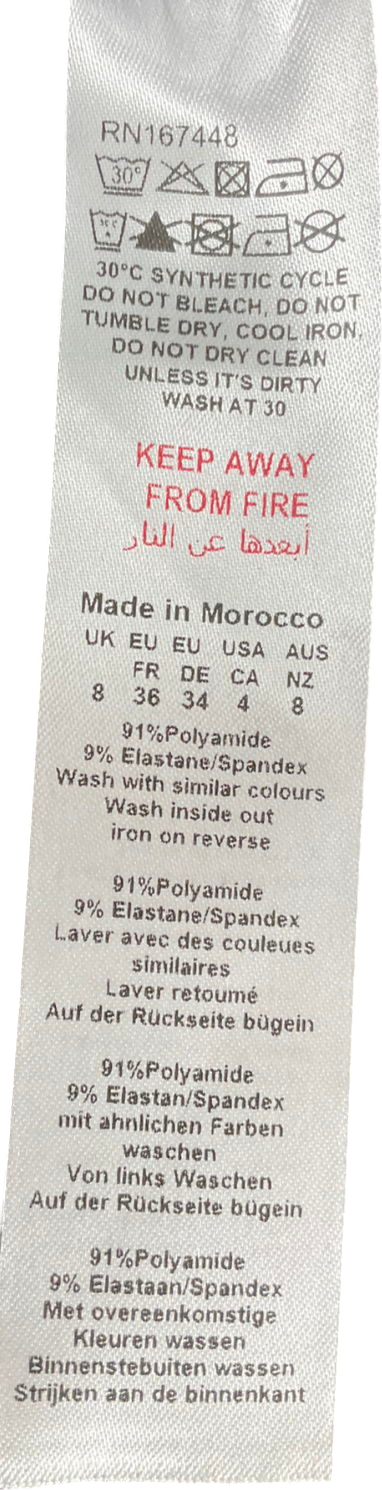 RN167448
30°
30°C
30°C SYNTHETIC CYCLE
DO NOT BLEACH, DO NOT
TUMBLE DRY, COOL IRON,
DO NOT DRY CLEAN
UNLESS IT'S DIRTY
WASH AT 30
KEEP AWAY
FROM FIRE
أبعدها عن النار
Made in Morocco
UK EU EU USA AUS
FR DE CA NZ
8 36 34 4 8
91%Polyamide
9% Elastane/Spandex
Wash with similar colours
Wash inside out
iron on reverse
91%Polyamide
9% Elastane/Spandex
Laver avec des couleues
similaires
Laver retoumé
Auf der Rückseite bügein
91%Polyamide
9% Elastan/Spandex
mit ahnlichen Farben
waschen
Von links Waschen
Auf der Rückseite bügein
91%Polyamide
9% Elastaan/Spandex
Met overeenkomstige
Kleuren wassen
Binnenstebuiten wassen
Strijken aan de binnenkant